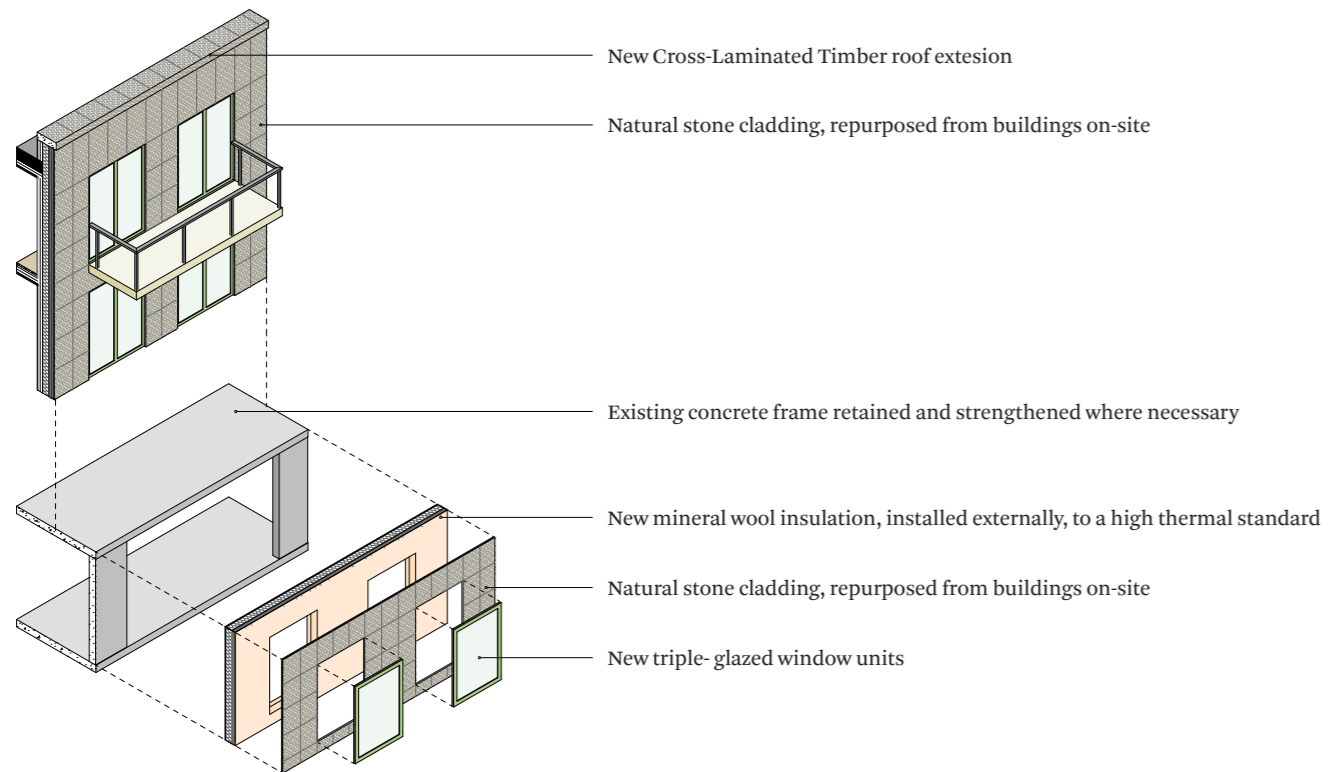 New Cross-Laminated Timber roof extesion
Natural stone cladding, repurposed from buildings on-site
Existing concrete frame retained and strengthened where necessary
New mineral wool insulation, installed externally, to a high thermal standard
Natural stone cladding, repurposed from buildings on-site
New triple- glazed window units